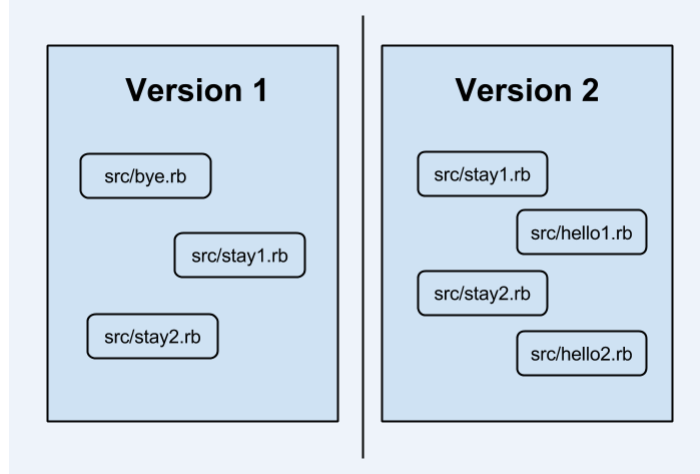 Version 1
src/bye.rb
src/stay1.rb
src/stay2.rb
Version 2
src/stay1.rb
src/hello1.rb
src/stay2.rb
src/hello2.rb